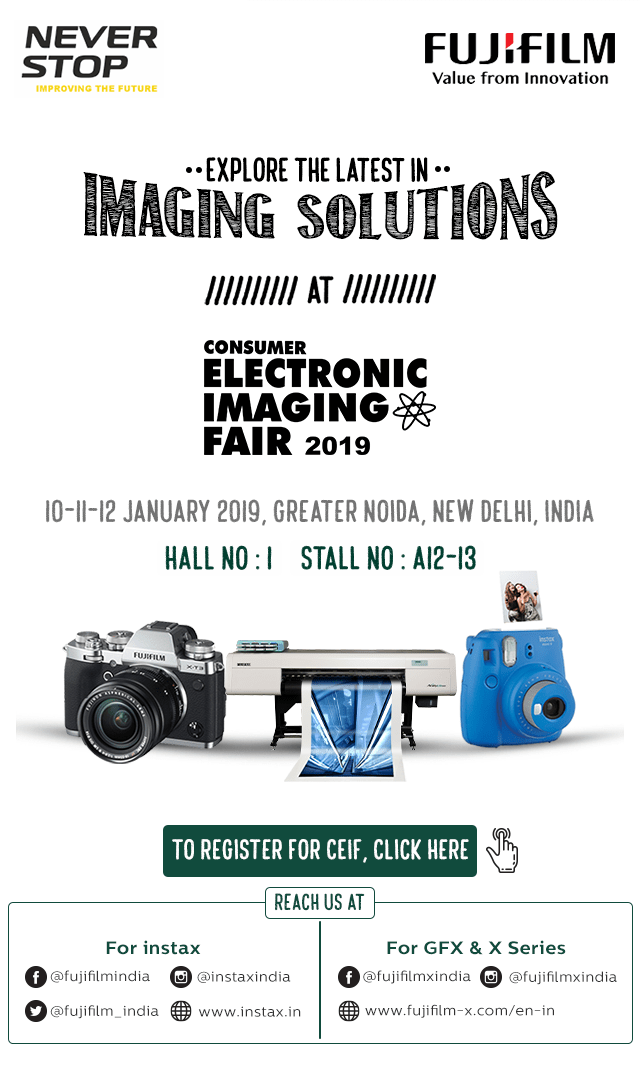 NEVER
STOP
IMPROVING THE FUTURE
FUJIFILM
Value from Innovation
••EXPLORE THE LATEST IN••
IMAGING SOLUTIONS
////////// AT //////////
CONSUMER
ELECTRONIC
IMAGING
FAIR 2019
10-11-12 JANUARY 2019, GREATER NOIDA, NEW DELHI, INDIA
HALL NO : 1 STALL NO : A12-13
FUJIFILM
X-T3
instax
TO REGISTER FOR CEIF, CLICK HERE
REACH US AT
For instax
@fujifilmindia @instaxindia
@fujifilm_india www.instax.in
For GFX & X Series
@fujifilmxindia @fujifilmxindia
www.fujifilm-x.com/en-in